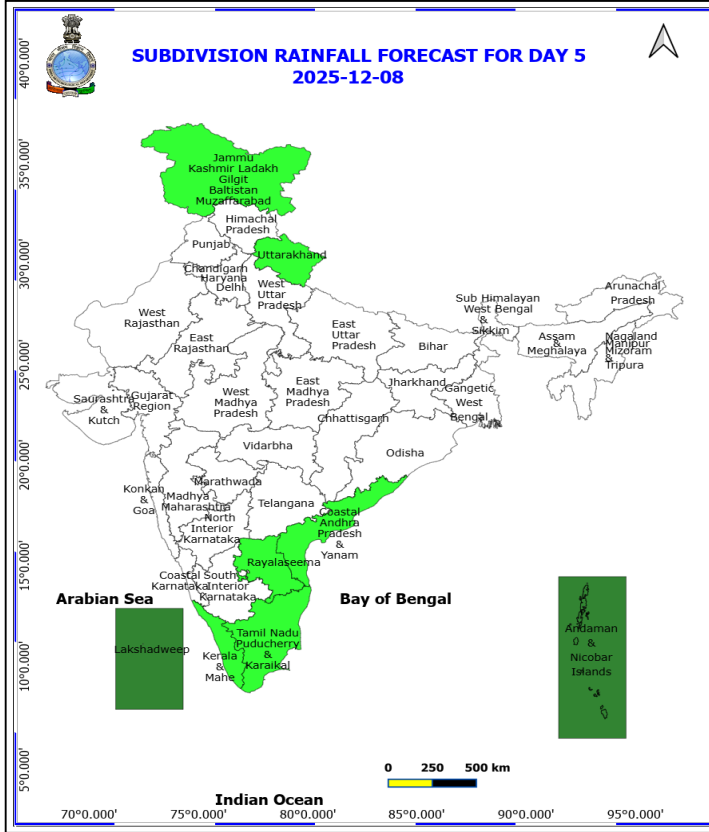 SUBDIVISION RAINFALL FORECAST FOR DAY 5
2025-12-08
40°0.000'
35°0.000'
30°0.000'
25°0.000'
20°0.000'
15°0.000'
10°0.000'
5°0.000'
Jammu
Kashmir Ladakh
Gilgit
Baltistan
Muzaffarabad
Himachal
Pradesh
Punjab
Uttarakhand
Chandigarh
Haryana
Delhi
West
Uttar
Pradesh
West
Rajasthan
East
Rajasthan
East
Uttar
Pradesh
Bihar
Sub Himalayan
West Bengal
&
Sikkim
Arunachal
Pradesh
Assam
&
Meghalaya
Nagaland
Manipur
Mizoram
&
Tripura
Saurashtra
&
Kutch
Gujarat
Region
West
Madhya
Pradesh
East
Madhya
Pradesh
Jharkhand
Gangetic
West
Bengal
Chhattisgarh
Odisha
Vidarbha
Konkan
&
Goa
Marathwada
Madhya
Maharashtra
Telangana
North
Interior
Karnataka
Coastal
Andhra
Pradesh
&
Yanam
Rayalaseema
Coastal
Karnataka
South
Interior
Karnataka
Arabian Sea
Bay of Bengal
Lakshadweep
Kerala
&
Mahe
Tamil Nadu
Puducherry
&
Karaikal
Andaman
&
Nicobar
Islands
0 250 500 km
Indian Ocean
70°0.000' 75°0.000' 80°0.000' 85°0.000' 90°0.000' 95°0.000'